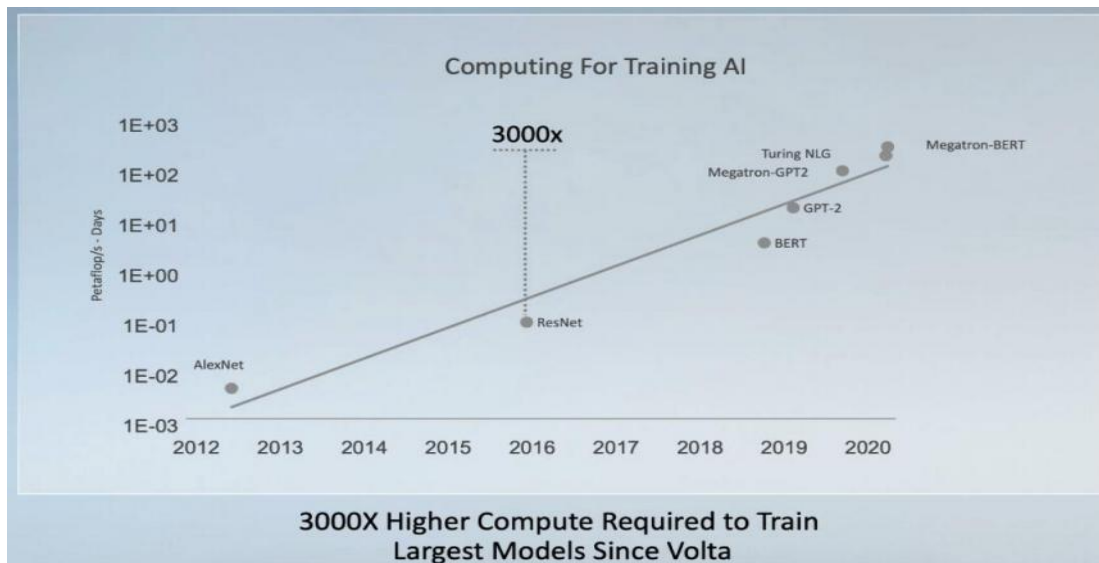 Computing For Training AI
1E+03
1E+02
1E+01
1E+00
1E-01
1E-02
1E-03
Petaflop/s - Days
3000x
Turing NLG
Megatron-BERT
Megatron-GPT2
GPT-2
BERT
ResNet
AlexNet
2012 2013 2014 2015 2016 2017 2018 2019 2020
3000X Higher Compute Required to Train
Largest Models Since Volta